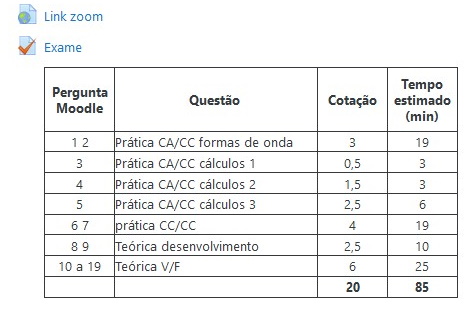 Link zoom
Exame
Pergunta Moodle Questão Cotação Tempo estimado (min)
1 2 Prática CA/CC formas de onda 3 19
3 Prática CA/CC cálculos 1 0,5 3
4 Prática CA/CC cálculos 2 1,5 3
5 Prática CA/CC cálculos 3 2,5 6
6 7 prática CC/CC 4 19
8 9 Teórica desenvolvimento 2,5 10
10 a 19 Teórica V/F 6 25
20 85